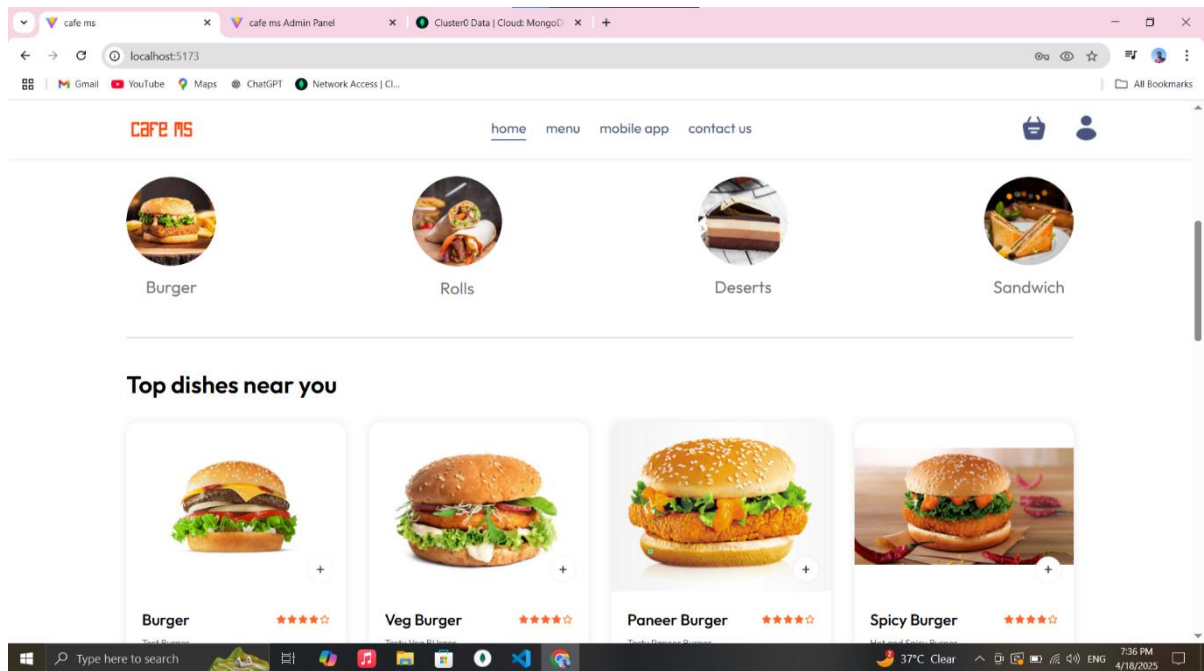 cafe ms
cafe ms Admin Panel
Cluster0 Data | Cloud: MongoD
localhost:5173
Gmail YouTube Maps ChatGPT Network Access | Cl... All Bookmarks
cafe ms
home menu mobile app contact us
Burger Rolls Deserts Sandwich
Top dishes near you
Burger Veg Burger Paneer Burger Spicy Burger
Type here to search
37°C Clear
ENG
7:36 PM
4/18/2025